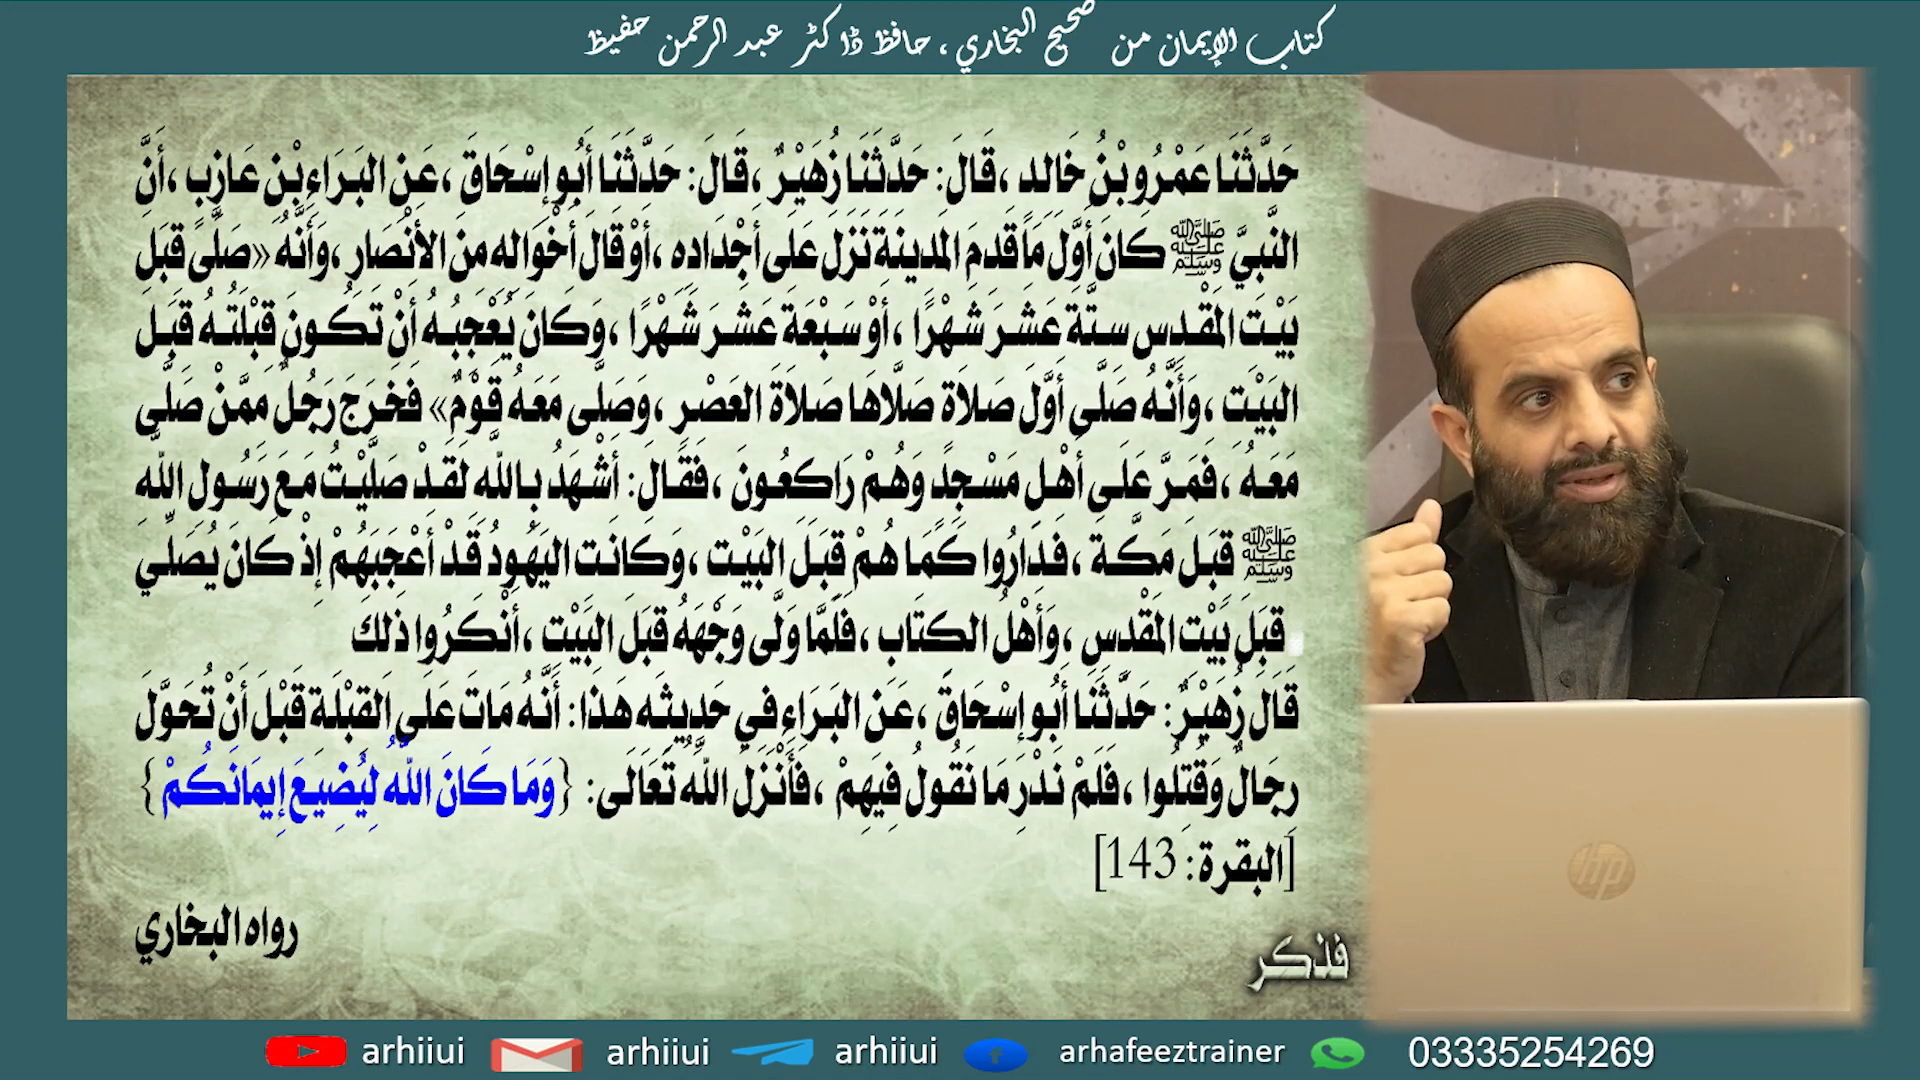 كتاب الإيمان من صحيح البخاري ، حافظ ڈاکٹر عبد الرحمن حفیظ
حَدَّثَنَا عَمْرُو بْنُ خَالِدٍ ، قَالَ: حَدَّثَنَا زُهَيْرٌ ، قَالَ: حَدَّثَنَا أَبُو إِسْحَاقَ ، عَنِ البَرَاءِ بْنِ عَازِبٍ ، أَنَّ
النَّبِيَّ ﷺ كَانَ أَوَّلَ مَا قَدِمَ المَدِينَةَ نَزَلَ عَلَى أَجْدَادِهِ ، أَوْ قَالَ أَخْوَالِهِ مِنَ الأَنْصَارِ ، وَأَنَّهُ «صَلَّى قِبَلَ
بَيْتِ المَقْدِسِ سِتَّةَ عَشَرَ شَهْرًا ، أَوْ سَبْعَةَ عَشَرَ شَهْرًا ، وَكَانَ يُعْجِبُهُ أَنْ تَكُونَ قِبْلَتُهُ قِبَلَ
البَيْتِ ، وَأَنَّهُ صَلَّى أَوَّلَ صَلاَةٍ صَلَّاهَا صَلاَةَ العَصْرِ ، وَصَلَّى مَعَهُ قَوْمٌ» فَخَرَجَ رَجُلٌ مِمَّنْ صَلَّى
مَعَهُ ، فَمَرَّ عَلَى أَهْلِ مَسْجِدٍ وَهُمْ رَاكِعُونَ ، فَقَالَ: أَشْهَدُ بِاللَّهِ لَقَدْ صَلَّيْتُ مَعَ رَسُولِ اللَّهِ
ﷺ قِبَلَ مَكَّةَ ، فَدَارُوا كَمَا هُمْ قِبَلَ البَيْتِ ، وَكَانَتِ اليَهُودُ قَدْ أَعْجَبَهُمْ إِذْ كَانَ يُصَلِّي
قِبَلَ بَيْتِ المَقْدِسِ ، وَأَهْلُ الكِتَابِ ، فَلَمَّا وَلَّى وَجْهَهُ قِبَلَ البَيْتِ ، أَنْكَرُوا ذَلِكَ
قَالَ زُهَيْرٌ: حَدَّثَنَا أَبُو إِسْحَاقَ ، عَنِ البَرَاءِ فِي حَدِيثِهِ هَذَا: أَنَّهُ مَاتَ عَلَى القِبْلَةِ قَبْلَ أَنْ تُحَوَّلَ
رِجَالٌ وَقُتِلُوا ، فَلَمْ نَدْرِ مَا نَقُولُ فِيهِمْ ، فَأَنْزَلَ اللَّهُ تَعَالَى: {وَمَا كَانَ اللَّهُ لِيُضِيعَ إِيمَانَكُمْ}
[البقرة: 143]
رواه البخاري
فذكر
hp
arhiiui arhiiui arhiiui arhafeeztrainer 03335254269